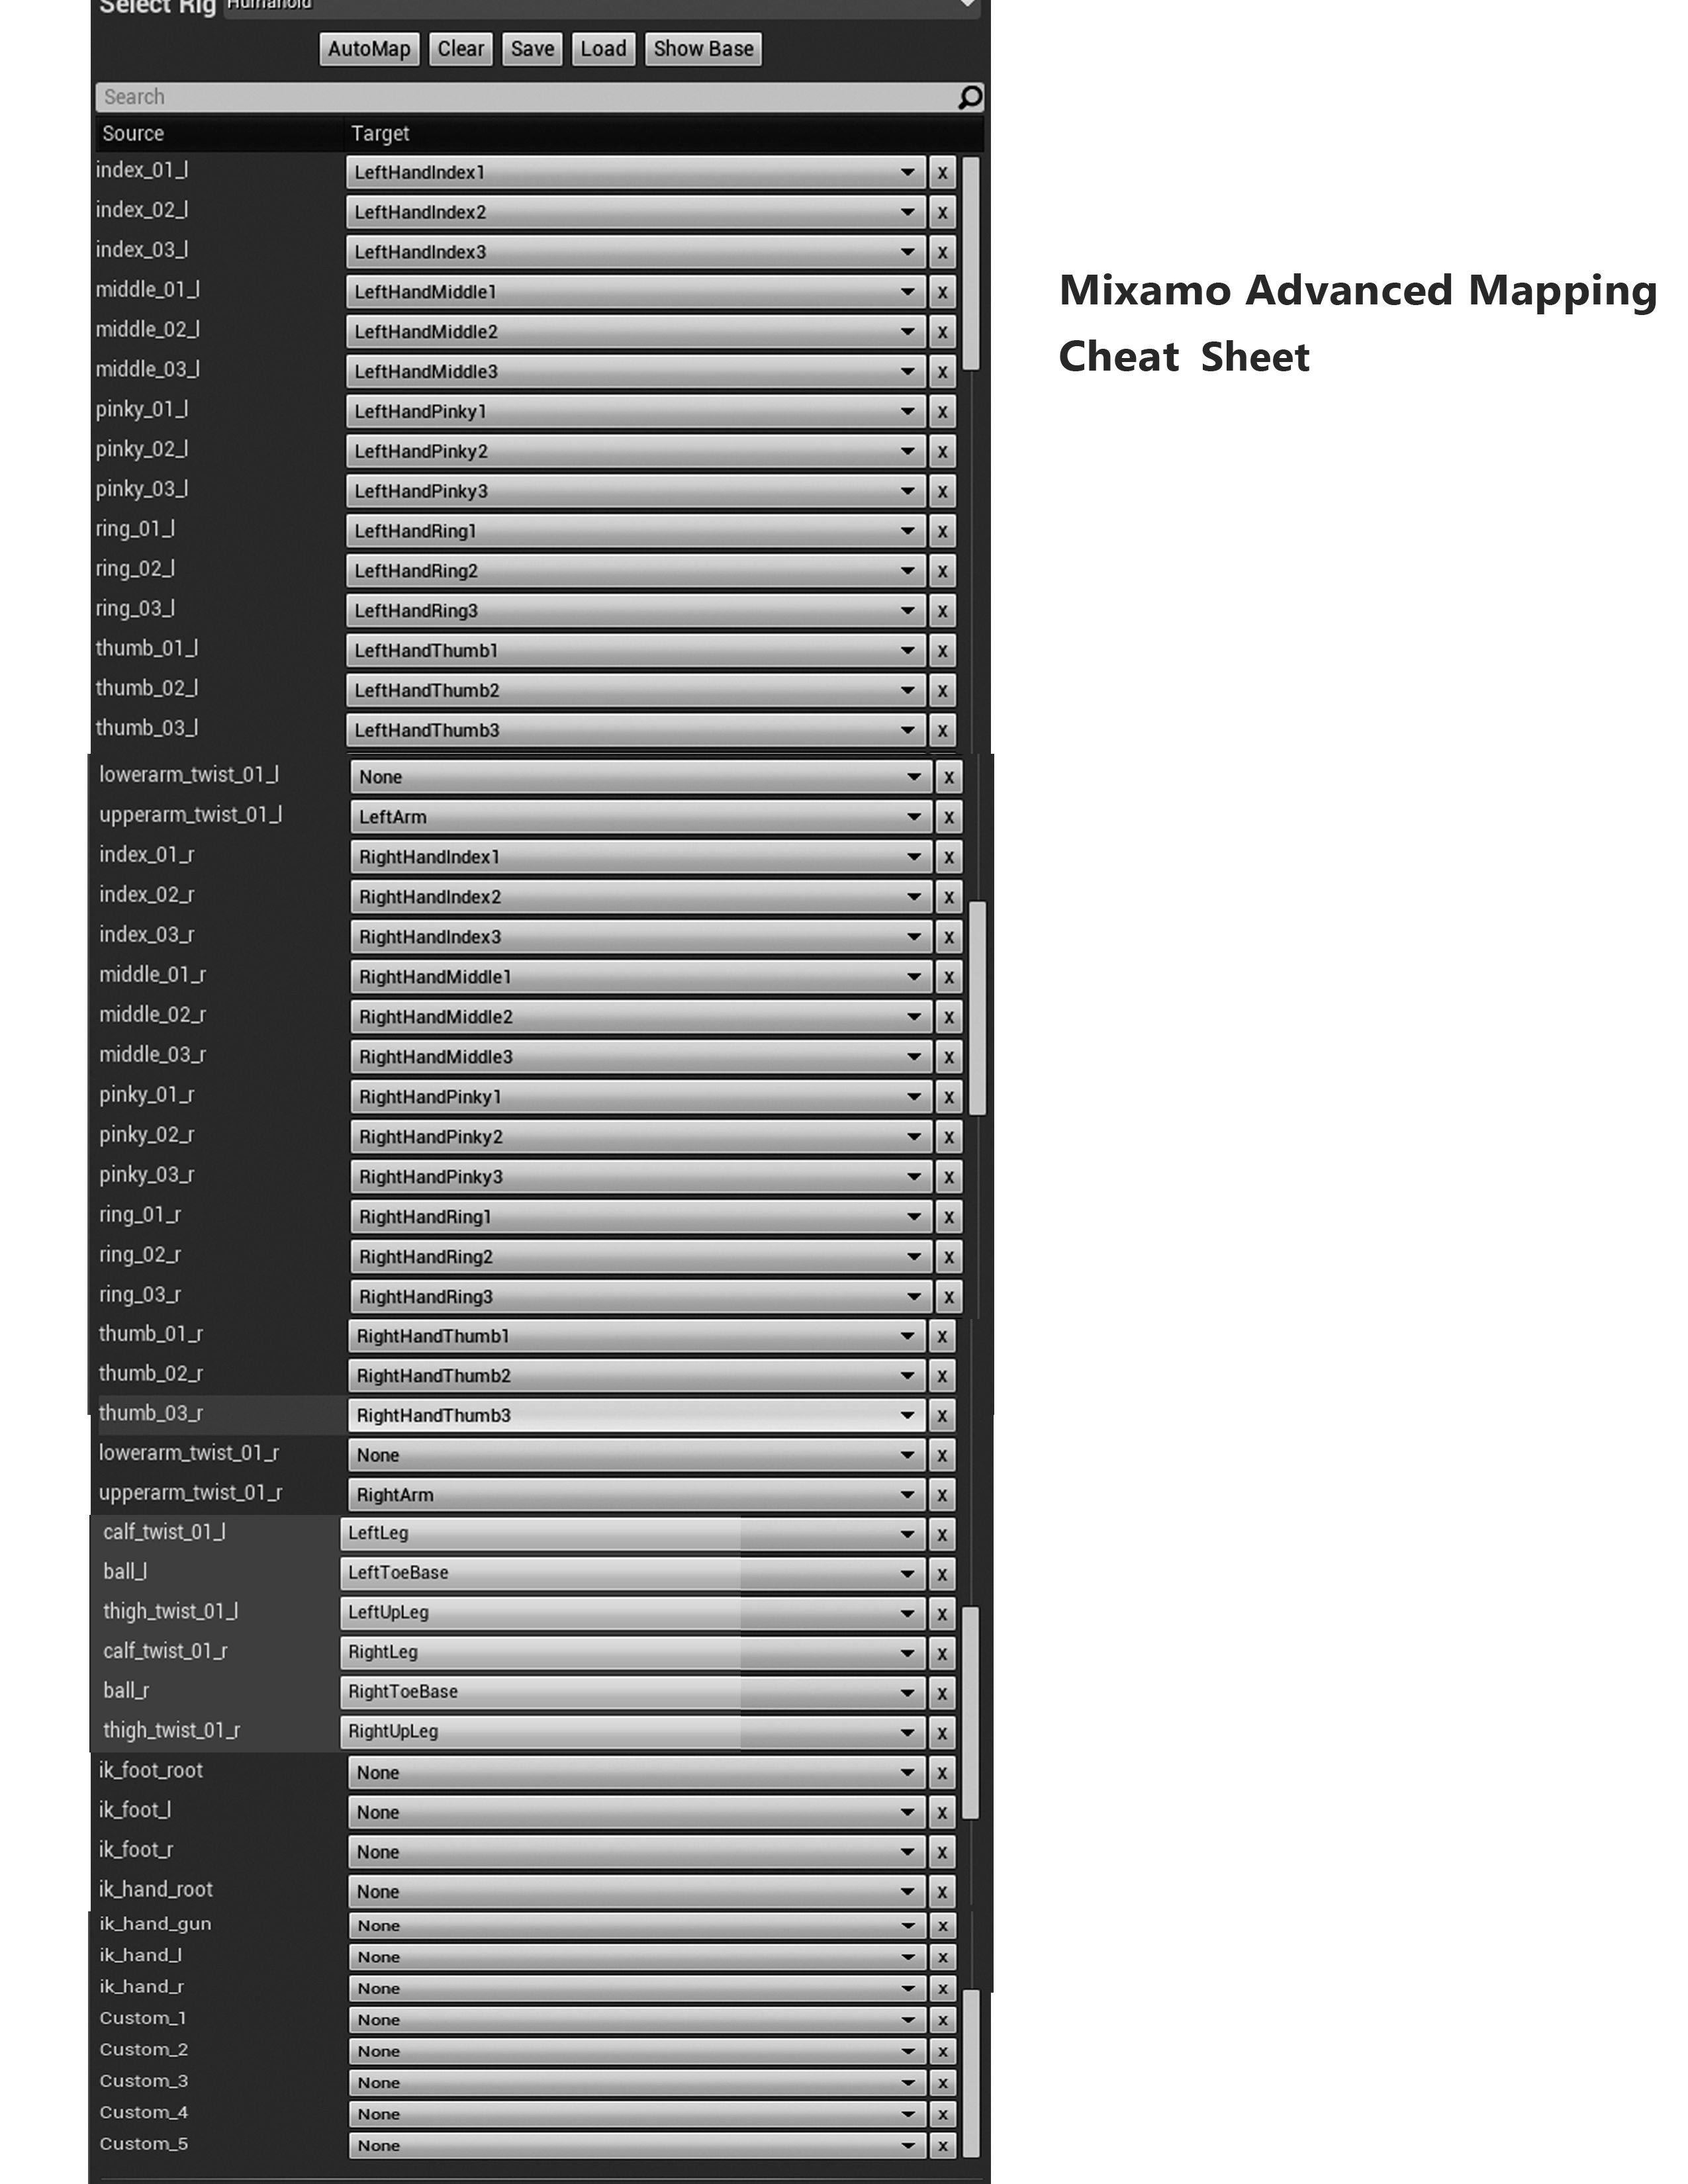 Select Rig Humanoid
AutoMap Clear Save Load Show Base
Search
Source Target
index_01_l LeftHandIndex1 x
index_02_l LeftHandIndex2 x
index_03_l LeftHandIndex3 x
middle_01_l LeftHandMiddle1 x
middle_02_l LeftHandMiddle2 x
middle_03_l LeftHandMiddle3 x
pinky_01_l LeftHandPinky1 x
pinky_02_l LeftHandPinky2 x
pinky_03_l LeftHandPinky3 x
ring_01_l LeftHandRing1 x
ring_02_l LeftHandRing2 x
ring_03_l LeftHandRing3 x
thumb_01_l LeftHandThumb1 x
thumb_02_l LeftHandThumb2 x
thumb_03_l LeftHandThumb3 x
lowerarm_twist_01_l None x
upperarm_twist_01_l LeftArm x
index_01_r RightHandIndex1 x
index_02_r RightHandIndex2 x
index_03_r RightHandIndex3 x
middle_01_r RightHandMiddle1 x
middle_02_r RightHandMiddle2 x
middle_03_r RightHandMiddle3 x
pinky_01_r RightHandPinky1 x
pinky_02_r RightHandPinky2 x
pinky_03_r RightHandPinky3 x
ring_01_r RightHandRing1 x
ring_02_r RightHandRing2 x
ring_03_r RightHandRing3 x
thumb_01_r RightHandThumb1 x
thumb_02_r RightHandThumb2 x
thumb_03_r RightHandThumb3 x
lowerarm_twist_01_r None x
upperarm_twist_01_r RightArm x
calf_twist_01_l LeftLeg x
ball_l LeftToeBase x
thigh_twist_01_l LeftUpLeg x
calf_twist_01_r RightLeg x
ball_r RightToeBase x
thigh_twist_01_r RightUpLeg x
ik_foot_root None x
ik_foot_l None x
ik_foot_r None x
ik_hand_root None x
ik_hand_gun None x
ik_hand_l None x
ik_hand_r None x
Custom_1 None x
Custom_2 None x
Custom_3 None x
Custom_4 None x
Custom_5 None x
Mixamo Advanced Mapping
Cheat Sheet